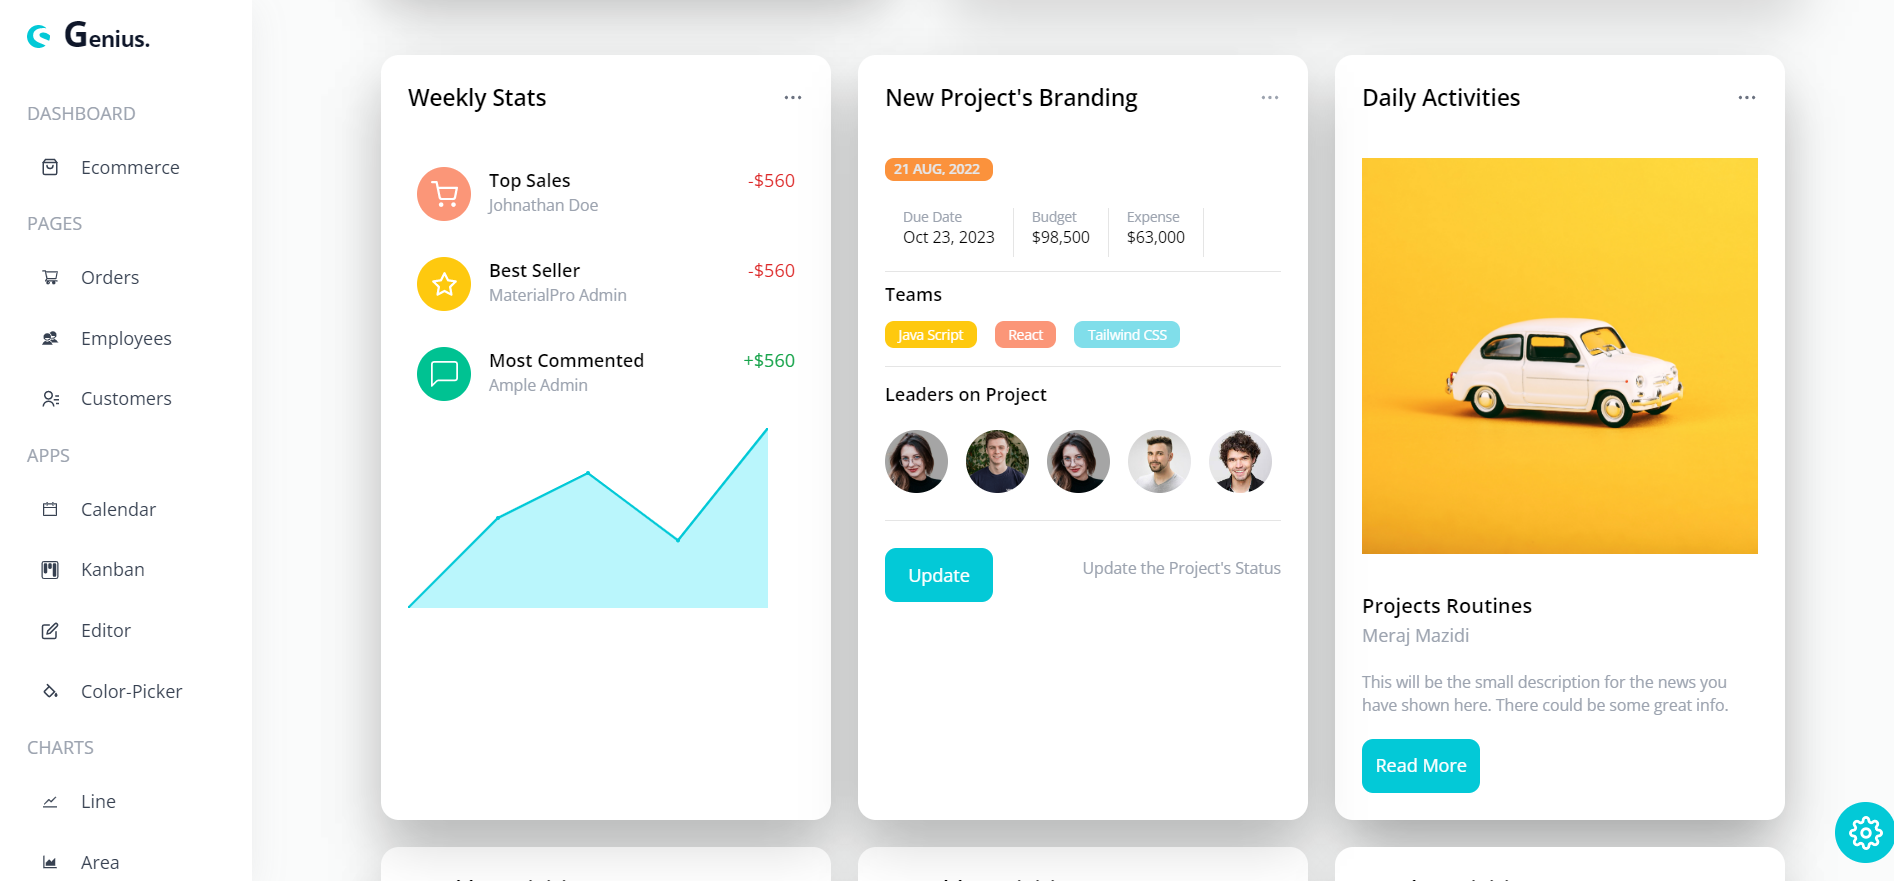 Genius.
DASHBOARD
Ecommerce
PAGES
Orders
Employees
Customers
APPS
Calendar
Kanban
Editor
Color-Picker
CHARTS
Line
Area
Weekly Stats
Top Sales
-$560
Johnathan Doe
Best Seller
-$560
MaterialPro Admin
Most Commented
+$560
Ample Admin
New Project's Branding
21 AUG, 2022
Due Date Budget Expense
Oct 23, 2023 $98,500 $63,000
Teams
Java Script React Tailwind CSS
Leaders on Project
Update
Update the Project's Status
Daily Activities
Projects Routines
Meraj Mazidi
This will be the small description for the news you
have shown here. There could be some great info.
Read More